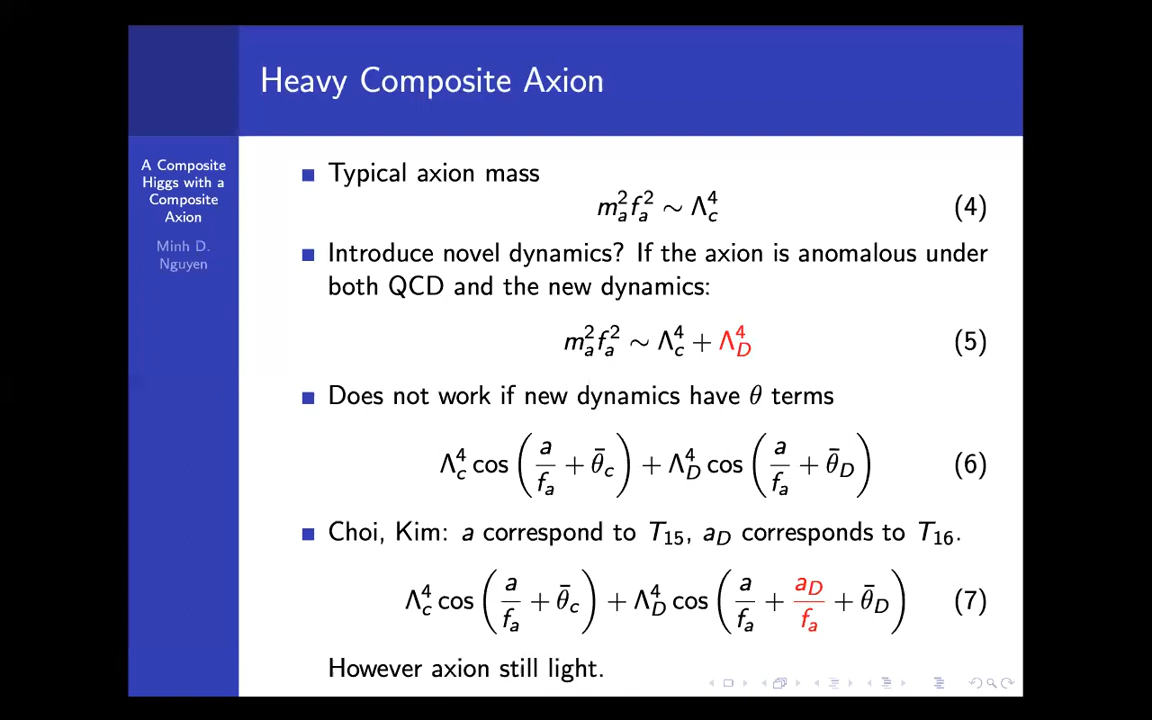 Heavy Composite Axion
A Composite
Higgs with a
Composite
Axion
Minh D.
Nguyen
Typical axion mass
m_a^2 f_a^2 ∼ Λ_c^4 (4)
Introduce novel dynamics? If the axion is anomalous under
both QCD and the new dynamics:
m_a^2 f_a^2 ∼ Λ_c^4 + Λ_D^4 (5)
Does not work if new dynamics have θ terms
Λ_c^4 cos(a/f_a + θ̄_c) + Λ_D^4 cos(a/f_a + θ̄_D) (6)
Choi, Kim: a correspond to T_15, a_D corresponds to T_16.
Λ_c^4 cos(a/f_a + θ̄_c) + Λ_D^4 cos(a/f_a + a_D/f_a + θ̄_D) (7)
However axion still light.